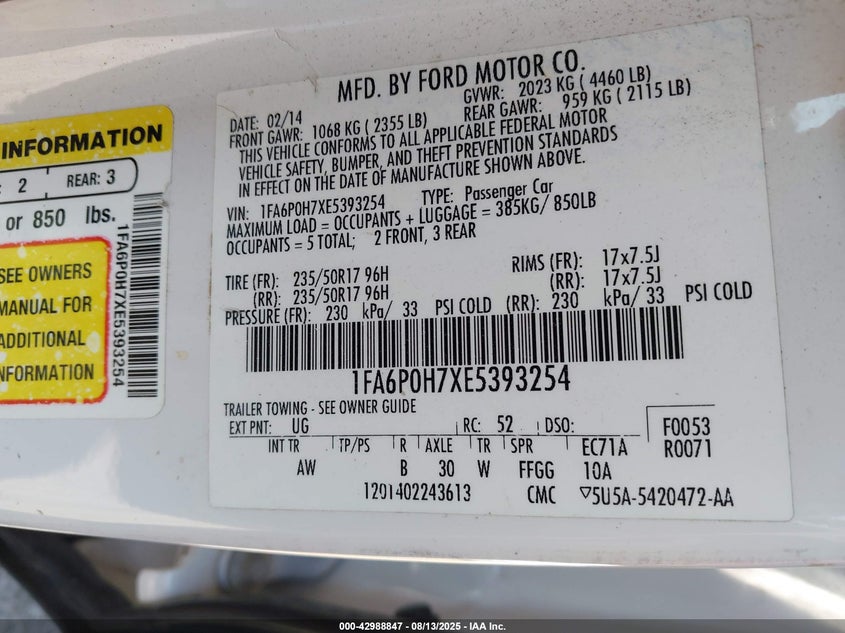 INFORMATION
2
REAR: 3
or 850 lbs.
SEE OWNERS
MANUAL FOR
ADDITIONAL
INFORMATION
1FA6P0H7XE5393254
MFD. BY FORD MOTOR CO.
DATE: 02/14
GVWR: 2023 KG ( 4460 LB)
FRONT GAWR: 1068 KG ( 2355 LB)
REAR GAWR: 959 KG ( 2115 LB)
THIS VEHICLE CONFORMS TO ALL APPLICABLE FEDERAL MOTOR
VEHICLE SAFETY, BUMPER, AND THEFT PREVENTION STANDARDS
IN EFFECT ON THE DATE OF MANUFACTURE SHOWN ABOVE.
VIN: 1FA6P0H7XE5393254 TYPE: Passenger Car
MAXIMUM LOAD = OCCUPANTS + LUGGAGE = 385KG/ 850LB
OCCUPANTS = 5 TOTAL; 2 FRONT, 3 REAR
TIRE (FR): 235/50R17 96H RIMS (FR): 17x7.5J
(RR): 235/50R17 96H (RR): 17x7.5J
PRESSURE (FR): 230 kPa/ 33 PSI COLD (RR): 230 kPa/ 33 PSI COLD
1FA6P0H7XE5393254
TRAILER TOWING - SEE OWNER GUIDE
EXT PNT: UG RC: 52 DSO: F0053
INT TR TP/PS R AXLE TR SPR EC71A R0071
AW B 30 W FFGG 10A
1201402243613 CMC ▽5U5A-5420472-AA
000-42988847 - 08/13/2025 - IAA Inc.